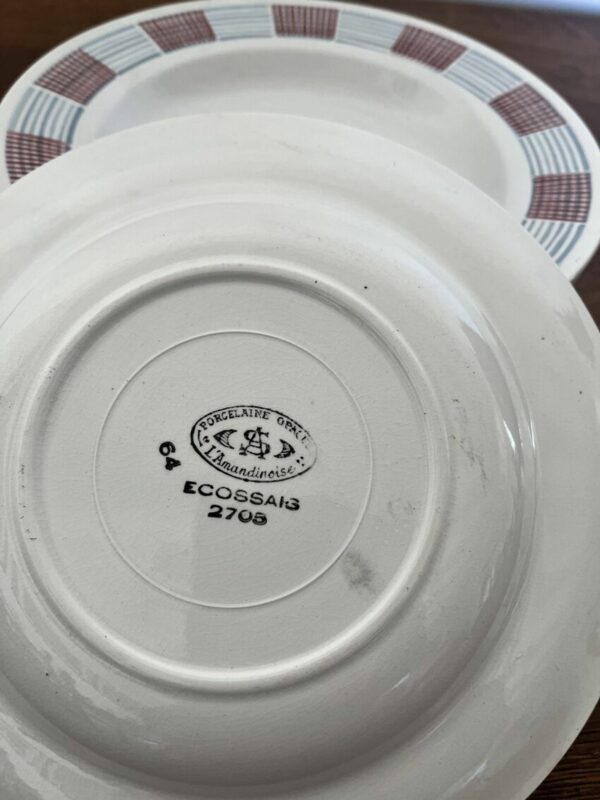 PORCELAINE OPAQUE
"L'Amandinoise"
64
ECOSSAIS
2705